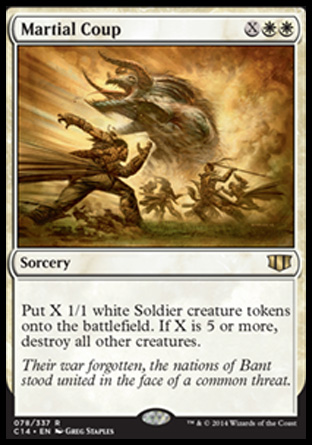 Martial Coup X
Sorcery
Put X 1/1 white Soldier creature tokens
onto the battlefield. If X is 5 or more,
destroy all other creatures.
Their war forgotten, the nations of Bant
stood united in the face of a common threat.
078/337 R
C14 • EN Greg Staples ™ & © 2014 Wizards of the Coast